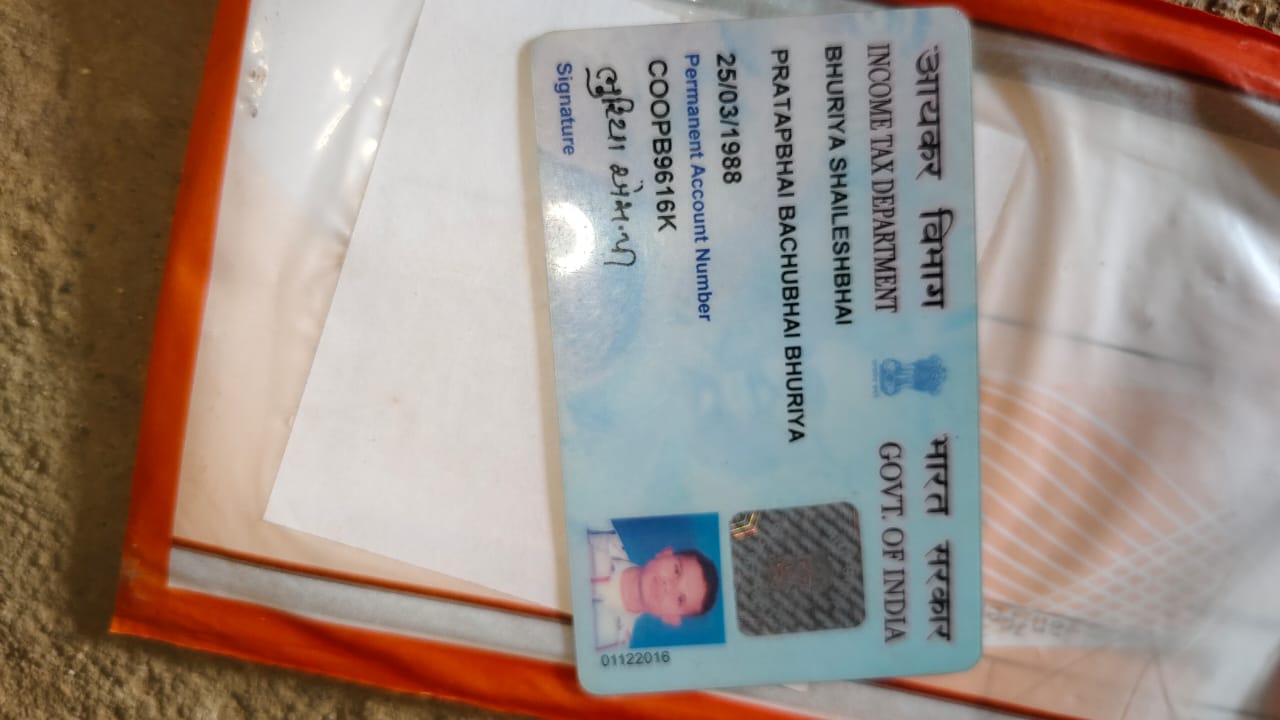 आयकर विभाग
INCOME TAX DEPARTMENT
भारत सरकार
GOVT. OF INDIA
BHURIYA SHAILESHBHAI
PRATAPBHAI BACHUBHAI BHURIYA
25/03/1988
Permanent Account Number
COOPB9616K
ભુરિયા એસ.પી
Signature
01122016